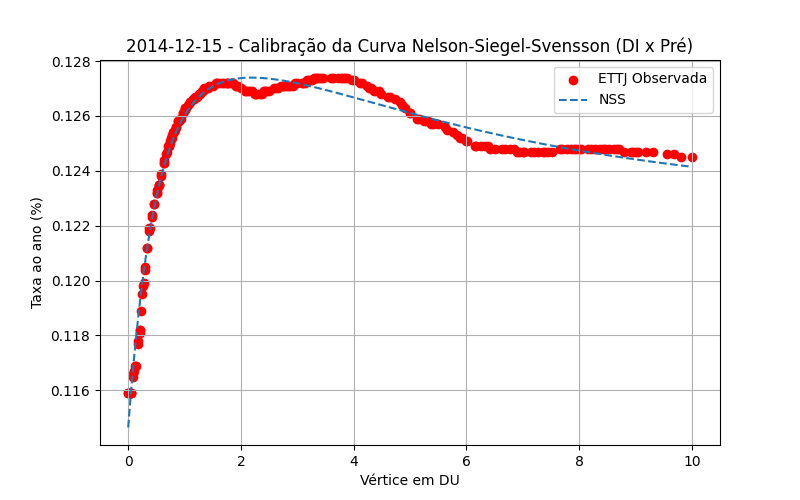 2014-12-15 - Calibração da Curva Nelson-Siegel-Svensson (DI x Pré)
ETTJ Observada
NSS
Taxa ao ano (%)
0.128
0.126
0.124
0.122
0.120
0.118
0.116
0
2
4
6
8
10
Vértice em DU